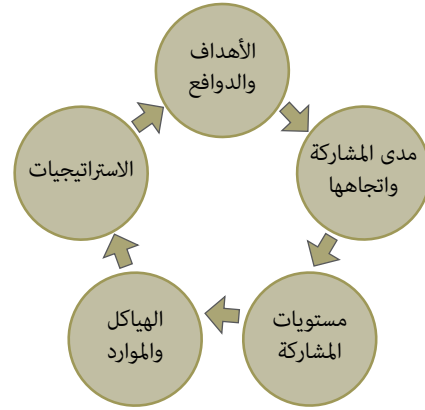 الأهداف
والدوافع
مدى المشاركة
واتجاهها
مستويات
المشاركة
الهياكل
والموارد
الاستراتيجيات